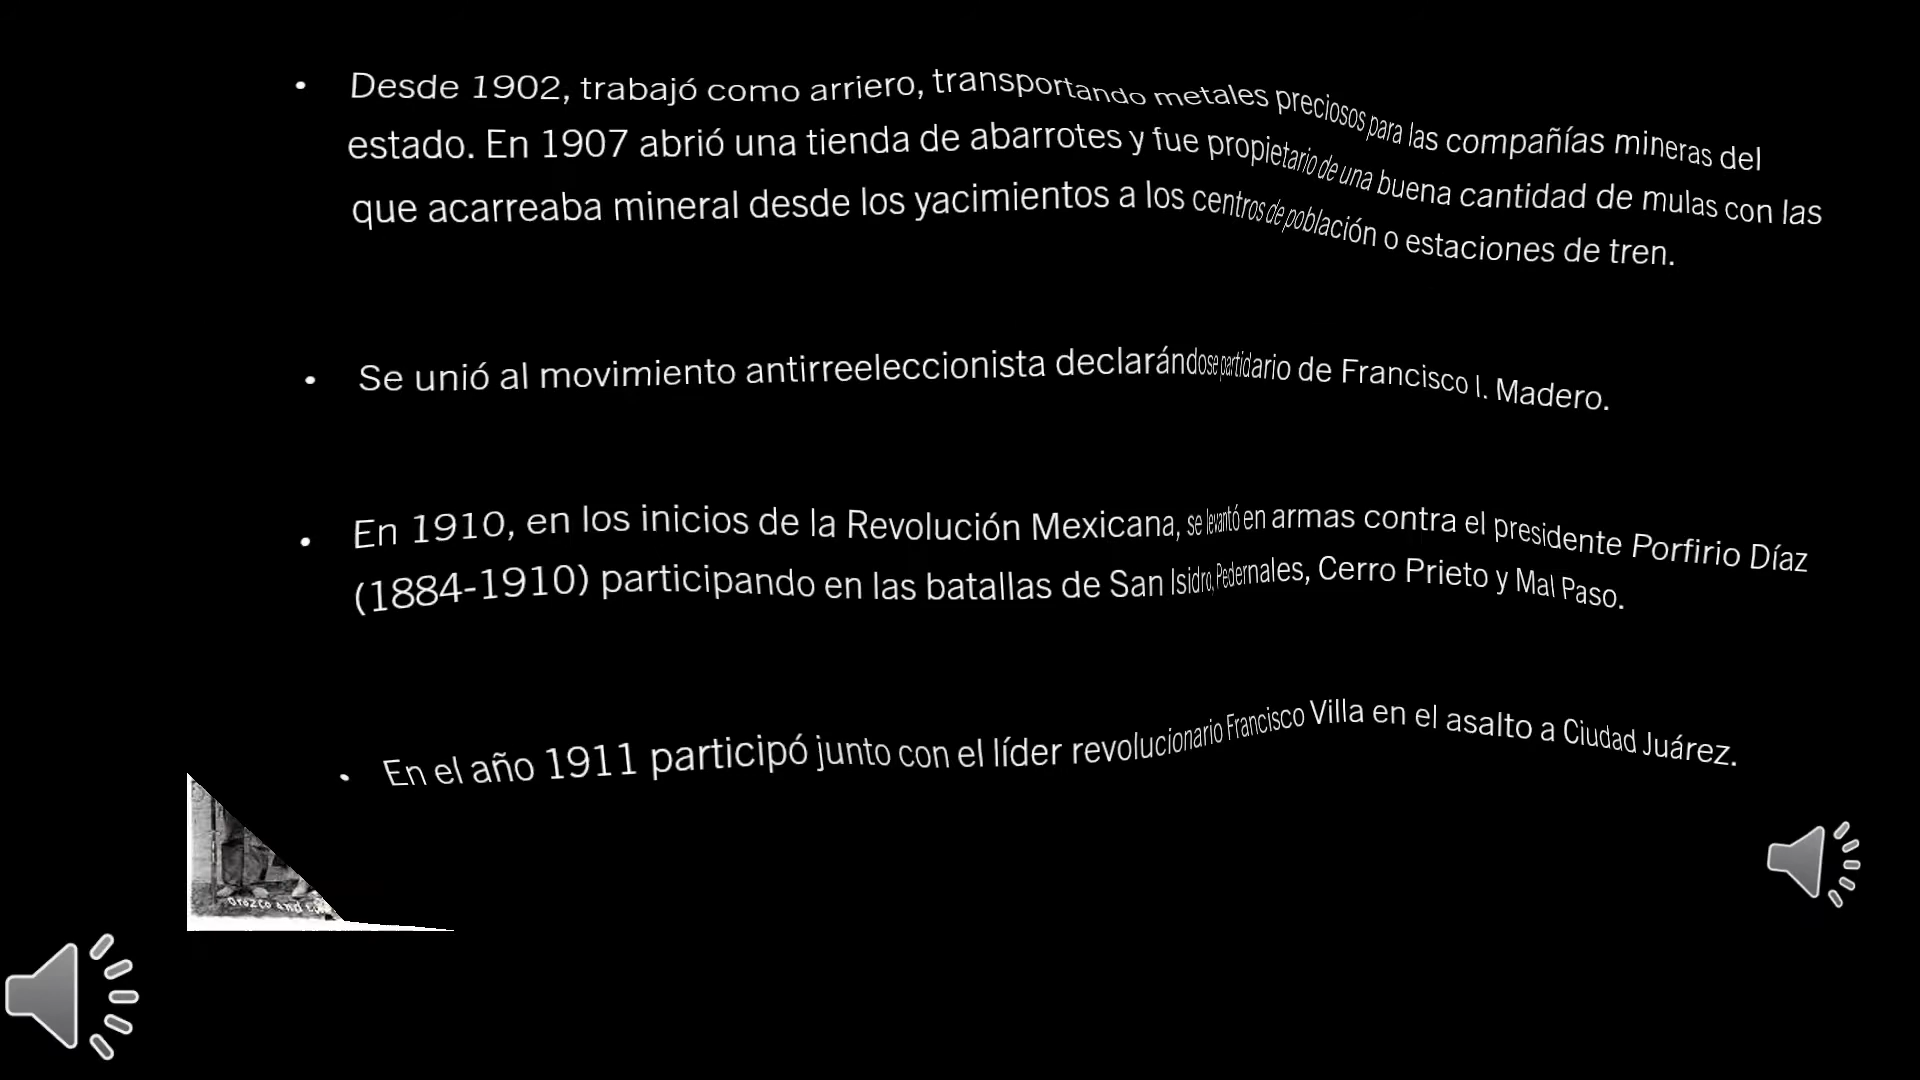 • Desde 1902, trabajó como arriero, transportando metales preciosos para las compañías mineras del
estado. En 1907 abrió una tienda de abarrotes y fue propietario de una buena cantidad de mulas con las
que acarreaba mineral desde los yacimientos a los centros de población o estaciones de tren.
• Se unió al movimiento antirreeleccionista declarándose partidario de Francisco I. Madero.
• En 1910, en los inicios de la Revolución Mexicana, se levantó en armas contra el presidente Porfirio Díaz
(1884-1910) participando en las batallas de San Isidro, Pedernales, Cerro Prieto y Mal Paso.
• En el año 1911 participó junto con el líder revolucionario Francisco Villa en el asalto a Ciudad Juárez.
Orozco and